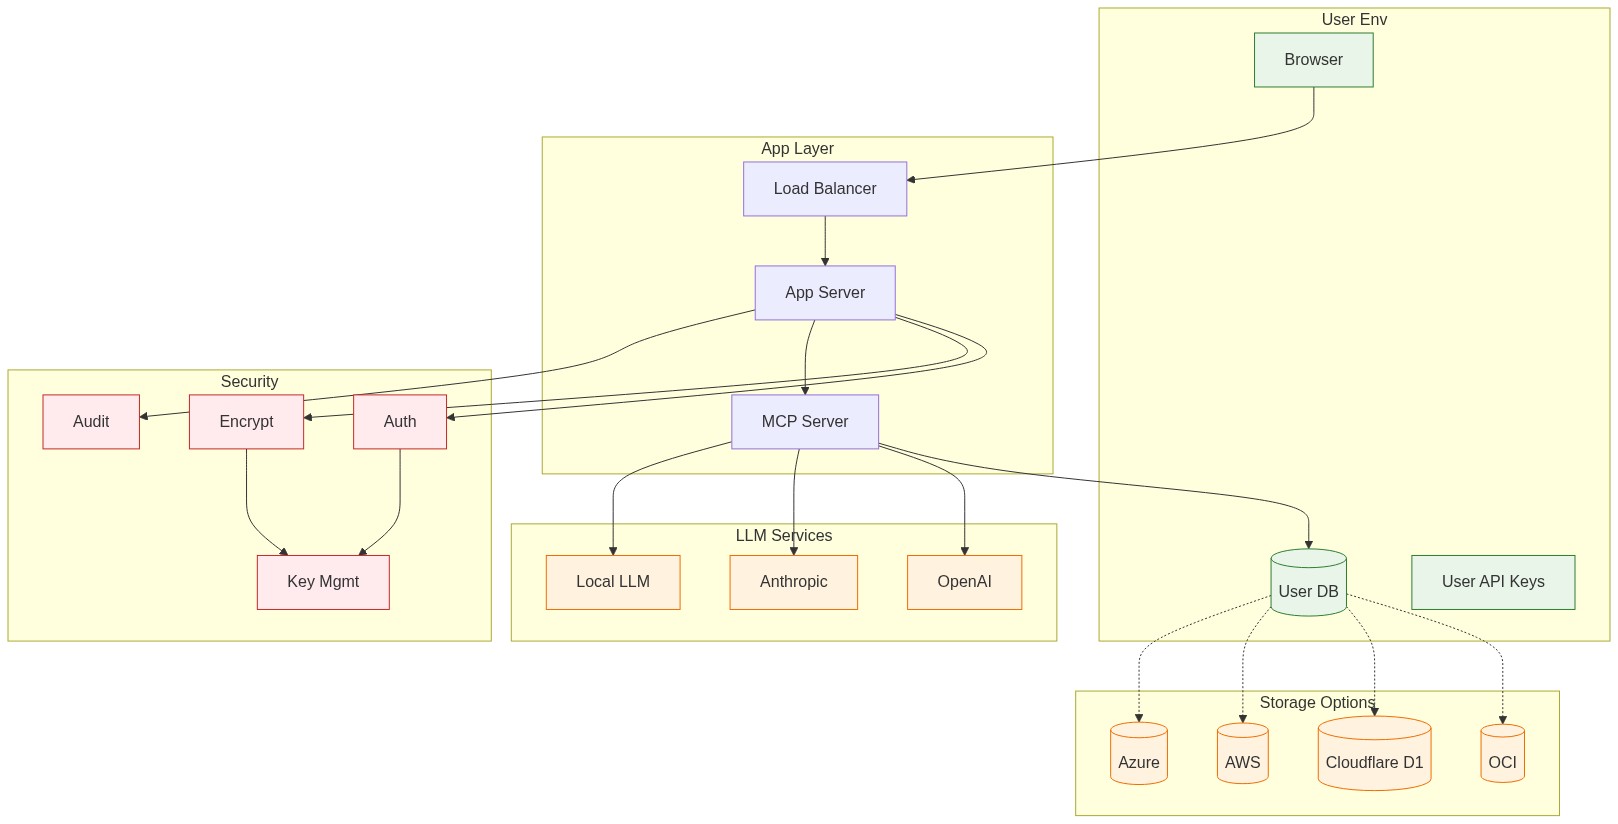 User Env
Browser
App Layer
Load Balancer
App Server
Security
Audit
Encrypt
Auth
MCP Server
Key Mgmt
LLM Services
Local LLM
Anthropic
OpenAI
User DB
User API Keys
Storage Options
Azure
AWS
Cloudflare D1
OCI